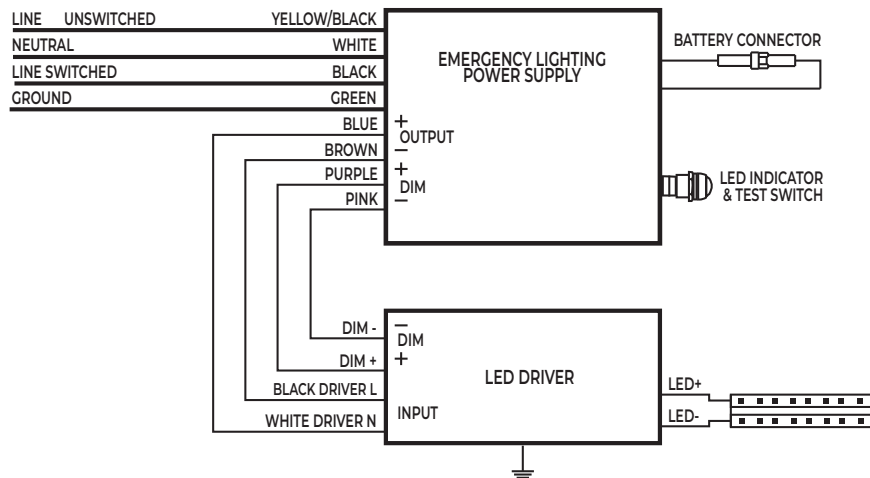 LINE UNSWITCHED YELLOW/BLACK
NEUTRAL WHITE
LINE SWITCHED BLACK
GROUND GREEN
BLUE
BROWN
PURPLE
PINK
+
OUTPUT
−
+
DIM
−
EMERGENCY LIGHTING
POWER SUPPLY
BATTERY CONNECTOR
LED INDICATOR
& TEST SWITCH
DIM -
DIM +
BLACK DRIVER L
WHITE DRIVER N
−
DIM
+
INPUT
LED DRIVER
LED+
LED-